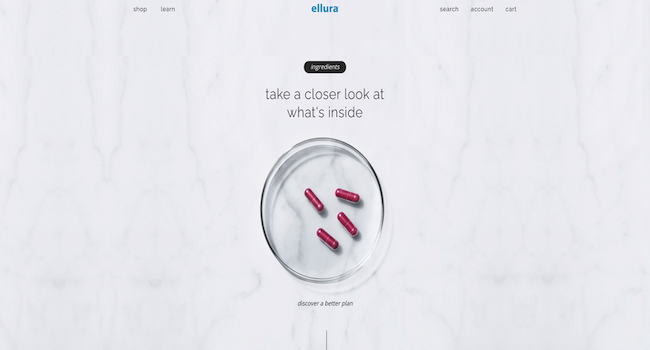 shop learn ellura search account cart
ingredients
take a closer look at
what's inside
discover a better plan